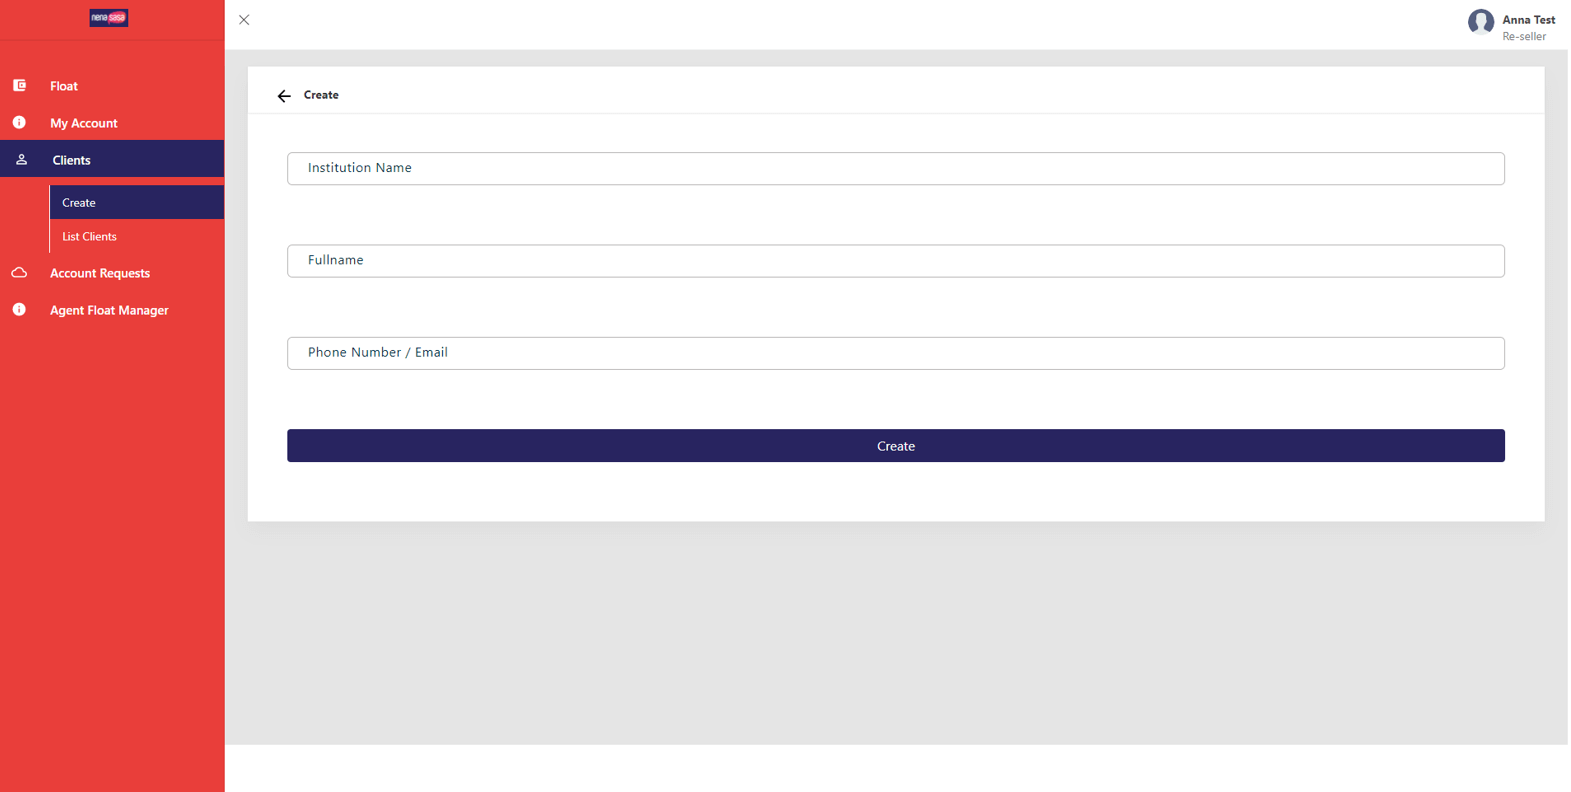 nena sasa
Anna Test
Re-seller
Float
My Account
Clients
Create
List Clients
Account Requests
Agent Float Manager
Create
Institution Name
Fullname
Phone Number / Email
Create